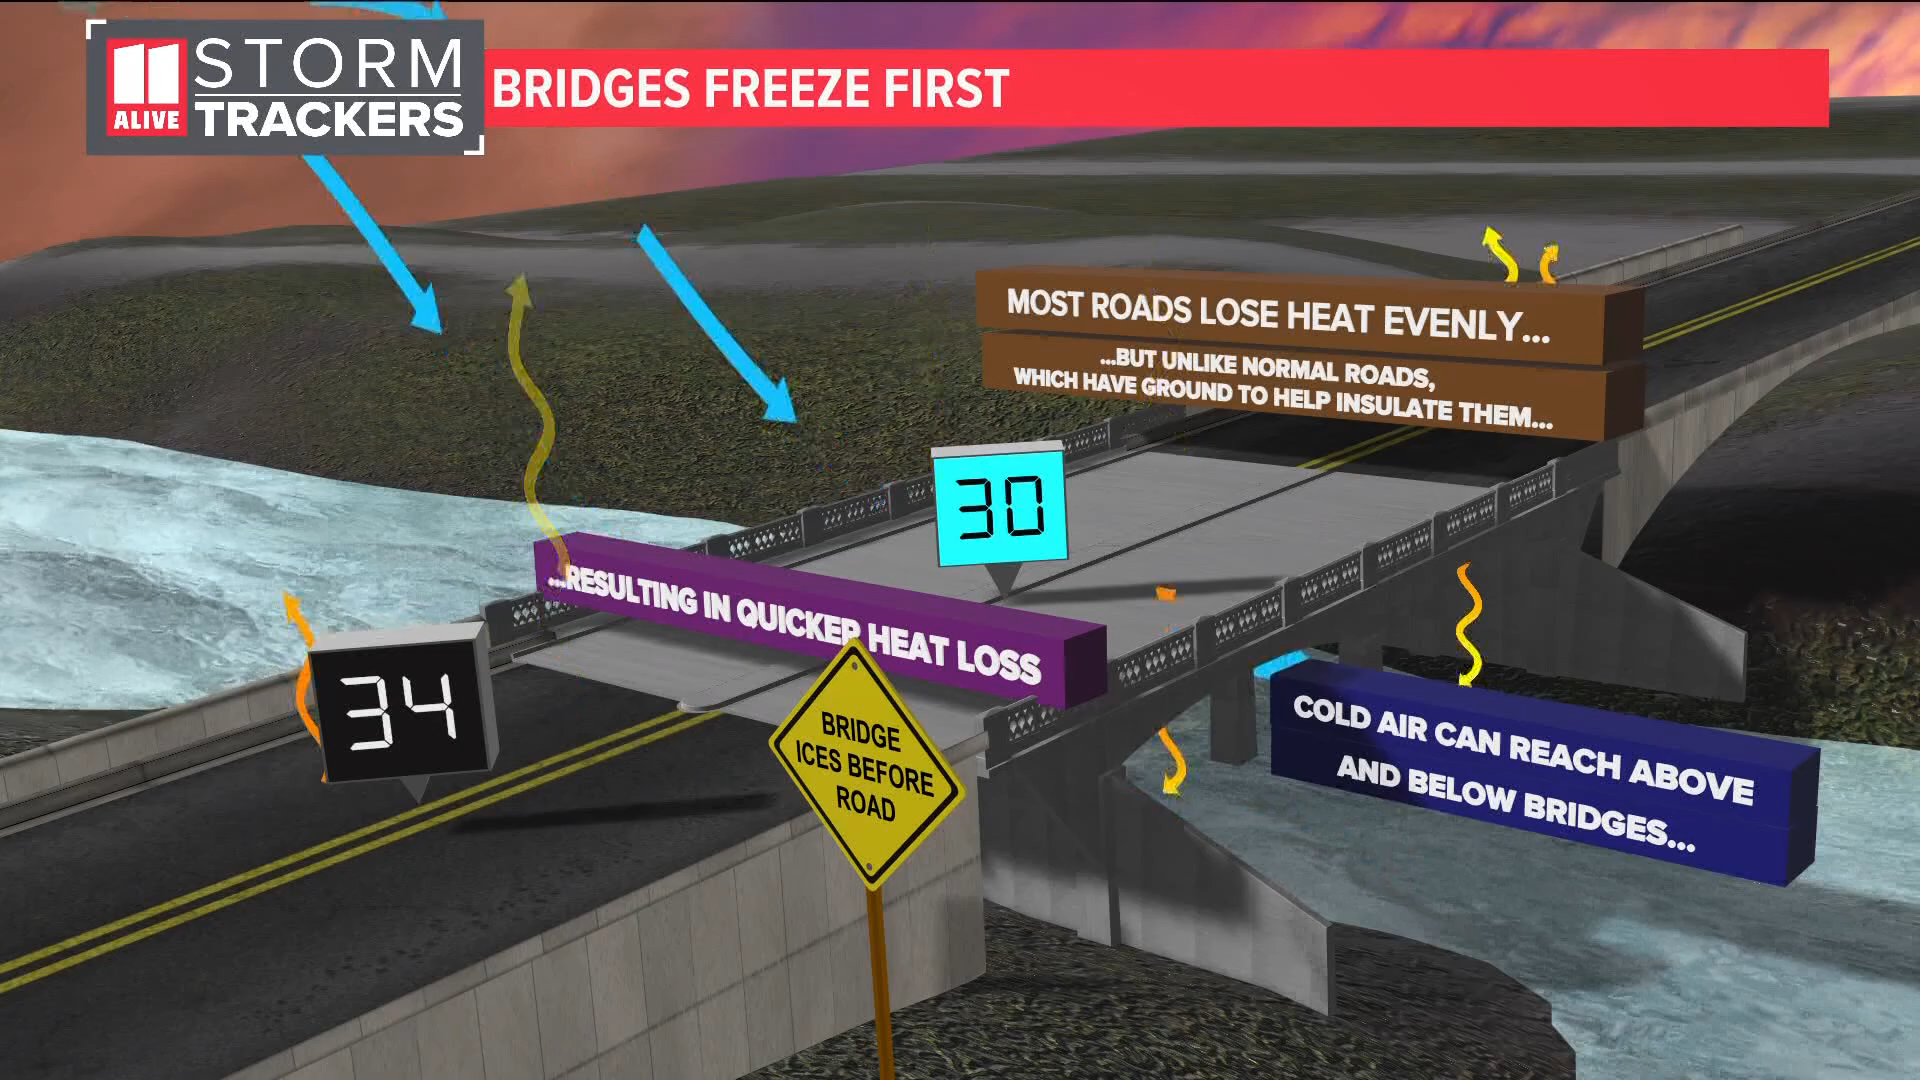 11
ALIVE
STORM
TRACKERS
BRIDGES FREEZE FIRST
MOST ROADS LOSE HEAT EVENLY...
...BUT UNLIKE NORMAL ROADS,
WHICH HAVE GROUND TO HELP INSULATE THEM...
30
...RESULTING IN QUICKER HEAT LOSS
34
BRIDGE
ICES BEFORE
ROAD
COLD AIR CAN REACH ABOVE
AND BELOW BRIDGES...